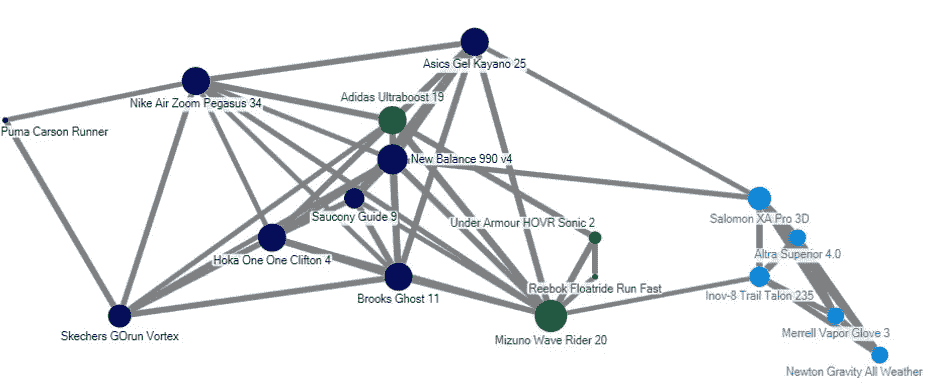 Asics Gel Kayano 25
Nike Air Zoom Pegasus 34
Adidas Ultraboost 19
Puma Carson Runner
New Balance 990 v4
Saucony Guide 9
Under Armour HOVR Sonic 2
Salomon XA Pro 3D
Altra Superior 4.0
Hoka One One Clifton 4
Brooks Ghost 11
Reebok Floatride Run Fast
Inov-8 Trail Talon 235
Skechers GOrun Vortex
Mizuno Wave Rider 20
Merrell Vapor Glove 3
Newton Gravity All Weather